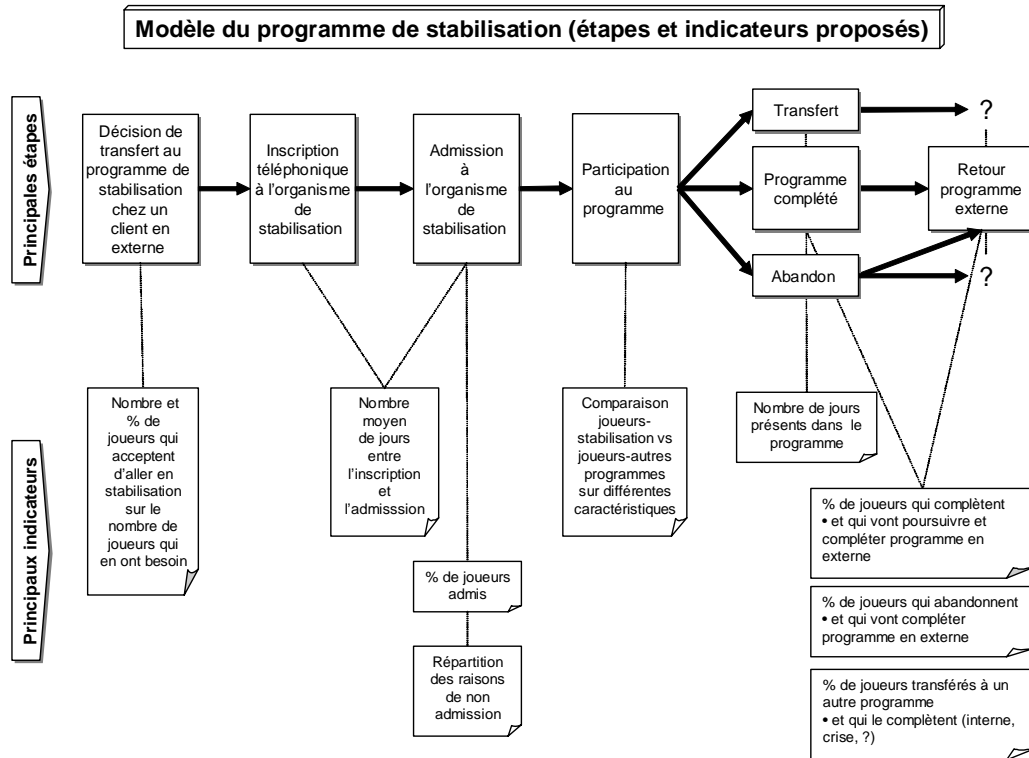 Modèle du programme de stabilisation (étapes et indicateurs proposés)
Principales étapes
Décision de
transfert au
programme de
stabilisation
chez un
client en
externe
Inscription
téléphonique
à l'organisme
de
stabilisation
Admission
à
l'organisme
de
stabilisation
Participation
au
programme
Transfert
Programme
complété
Abandon
?
Retour
programme
externe
?
Principaux indicateurs
Nombre et
% de
joueurs qui
acceptent
d'aller en
stabilisation
sur le
nombre de
joueurs qui
en ont besoin
Nombre
moyen
de jours
entre
l'inscription
et
l'admisssion
% de joueurs
admis
Répartition
des raisons
de non
admission
Comparaison
joueurs-
stabilisation vs
joueurs-autres
programmes
sur différentes
caractéristiques
Nombre de jours
présents dans le
programme
% de joueurs qui complètent
• et qui vont poursuivre et
compléter programme en
externe
% de joueurs qui abandonnent
• et qui vont compléter
programme en externe
% de joueurs transférés à un
autre programme
• et qui le complètent (interne,
crise, ?)